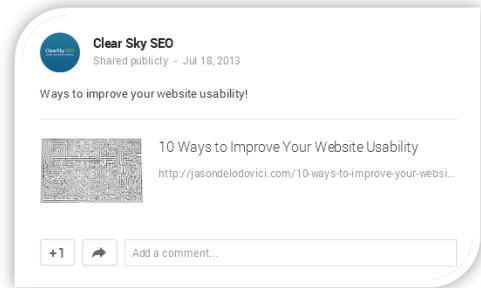 ClearSkySEO
Clear Sky SEO
Shared publicly - Jul 18, 2013
Ways to improve your website usability!
10 Ways to Improve Your Website Usability
http://jasondelodovici.com/10-ways-to-improve-your-websi...
+1
Add a comment...